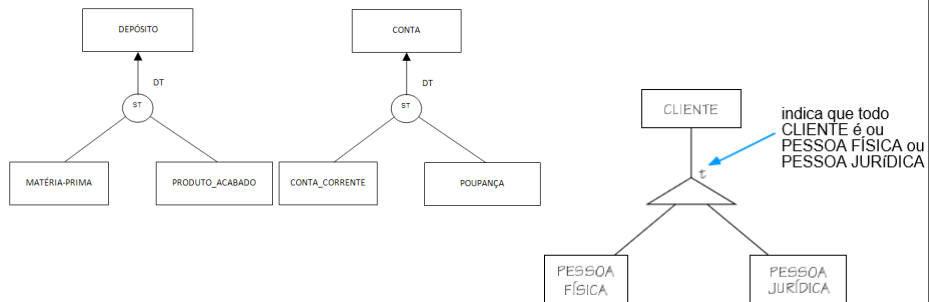 DEPÓSITO
DT
ST
MATÉRIA-PRIMA
PRODUTO_ACABADO
CONTA
DT
ST
CONTA_CORRENTE
POUPANÇA
CLIENTE
indica que todo
CLIENTE é ou
PESSOA FÍSICA ou
PESSOA JURÍDICA
t
PESSOA
FÍSICA
PESSOA
JURÍDICA